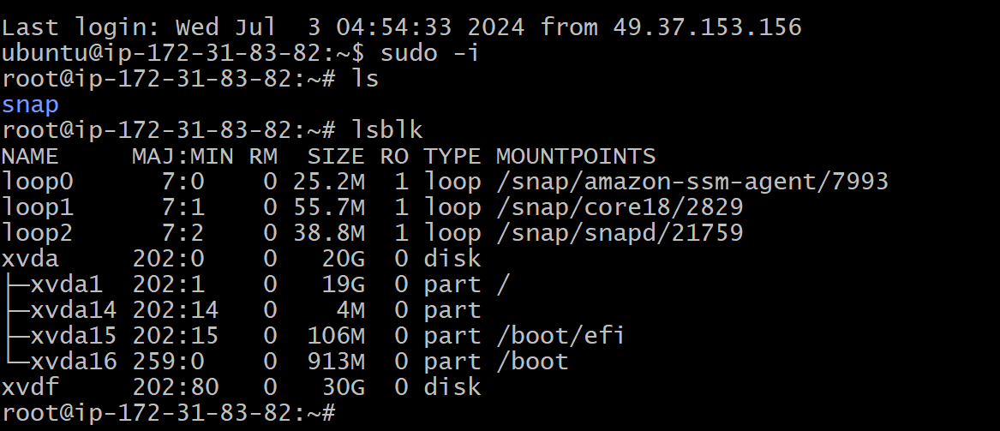 Last login: Wed Jul  3 04:54:33 2024 from 49.37.153.156
ubuntu@ip-172-31-83-82:~$ sudo -i
root@ip-172-31-83-82:~# ls
snap
root@ip-172-31-83-82:~# lsblk
NAME     MAJ:MIN RM  SIZE RO TYPE MOUNTPOINTS
loop0      7:0    0 25.2M  1 loop /snap/amazon-ssm-agent/7993
loop1      7:1    0 55.7M  1 loop /snap/core18/2829
loop2      7:2    0 38.8M  1 loop /snap/snapd/21759
xvda     202:0    0   20G  0 disk
├─xvda1  202:1    0   19G  0 part /
├─xvda14 202:14   0    4M  0 part
├─xvda15 202:15   0  106M  0 part /boot/efi
└─xvda16 259:0    0  913M  0 part /boot
xvdf     202:80   0   30G  0 disk
root@ip-172-31-83-82:~#